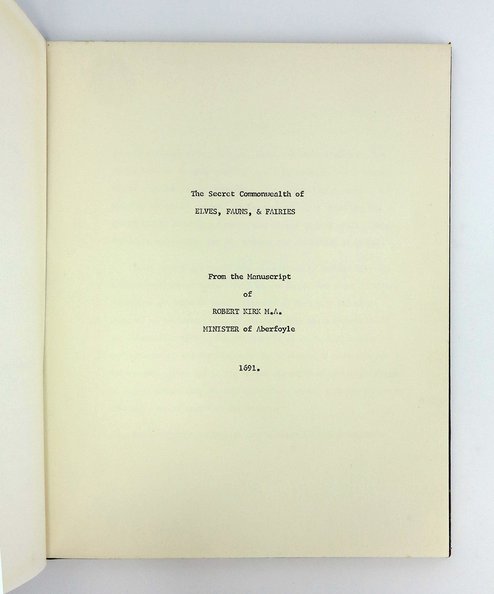 The Secret Commonwealth of
ELVES, FAUNS, & FAIRIES
From the Manuscript
of
ROBERT KIRK M.A.
MINISTER of Aberfoyle
1691.